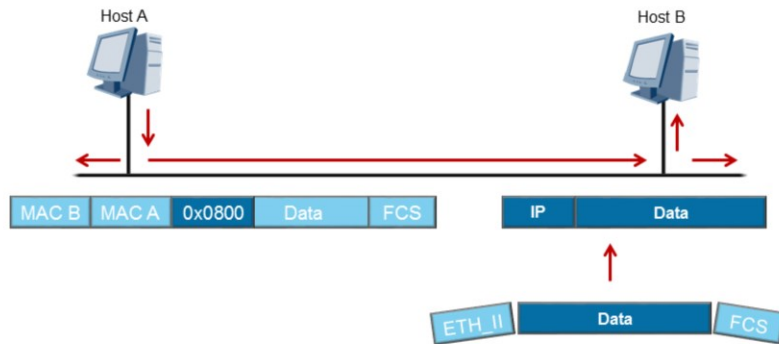 Host A
Host B
MAC B MAC A 0x0800 Data FCS
IP Data
ETH_II Data FCS